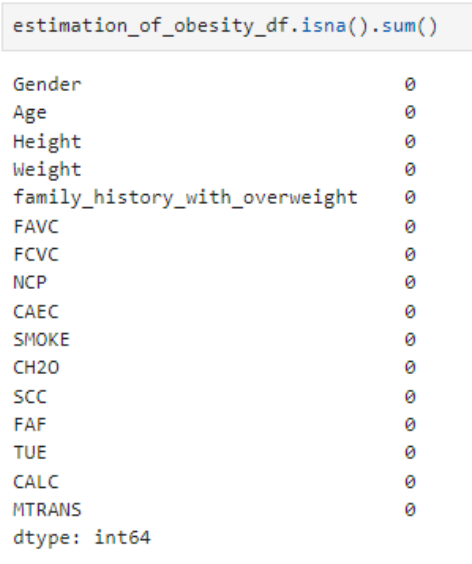 estimation_of_obesity_df.isna().sum()
Gender 0
Age 0
Height 0
Weight 0
family_history_with_overweight 0
FAVC 0
FCVC 0
NCP 0
CAEC 0
SMOKE 0
CH2O 0
SCC 0
FAF 0
TUE 0
CALC 0
MTRANS 0
dtype: int64